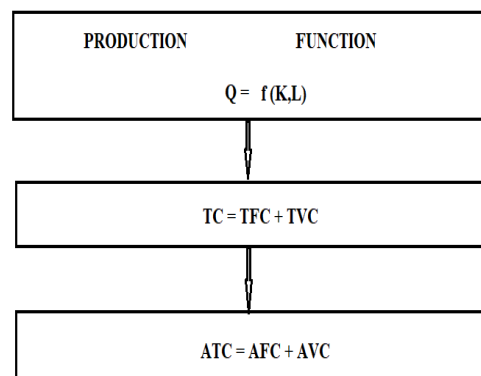 PRODUCTION FUNCTION
Q = f (K,L)
TC = TFC + TVC
ATC = AFC + AVC